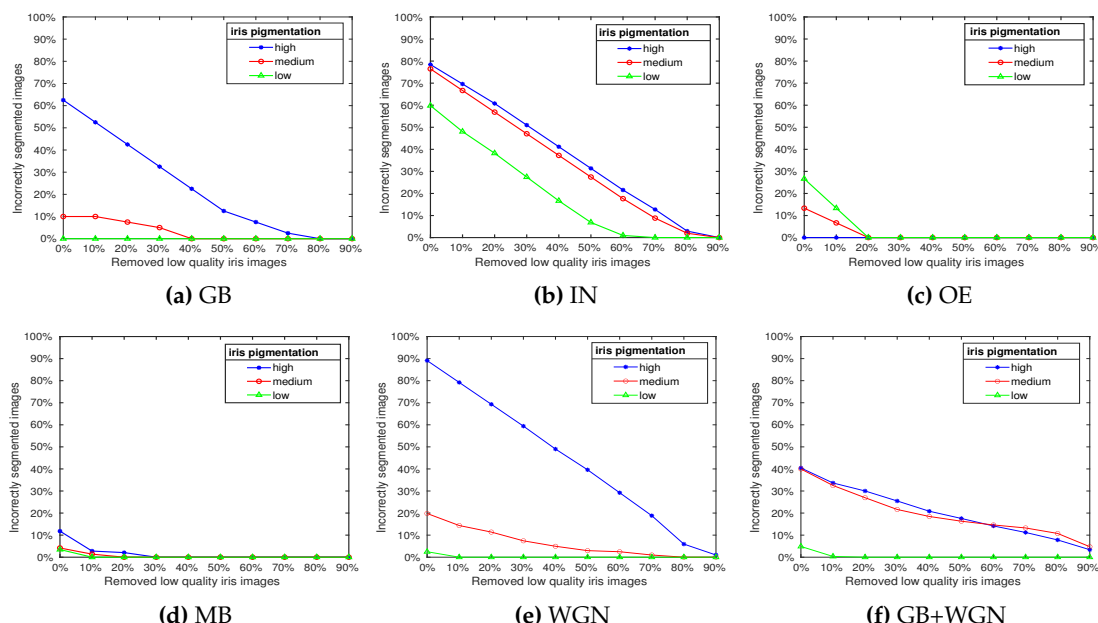 100%
90%
80%
70%
60%
50%
40%
30%
20%
10%
0%
Incorrectly segmented images
iris pigmentation
high
medium
low
0% 10% 20% 30% 40% 50% 60% 70% 80% 90%
Removed low quality iris images
(a) GB
100%
90%
80%
70%
60%
50%
40%
30%
20%
10%
0%
Incorrectly segmented images
iris pigmentation
high
medium
low
0% 10% 20% 30% 40% 50% 60% 70% 80% 90%
Removed low quality iris images
(b) IN
100%
90%
80%
70%
60%
50%
40%
30%
20%
10%
0%
Incorrectly segmented images
iris pigmentation
high
medium
low
0% 10% 20% 30% 40% 50% 60% 70% 80% 90%
Removed low quality iris images
(c) OE
100%
90%
80%
70%
60%
50%
40%
30%
20%
10%
0%
Incorrectly segmented images
iris pigmentation
high
medium
low
0% 10% 20% 30% 40% 50% 60% 70% 80% 90%
Removed low quality iris images
(d) MB
100%
90%
80%
70%
60%
50%
40%
30%
20%
10%
0%
Incorrectly segmented images
iris pigmentation
high
medium
low
0% 10% 20% 30% 40% 50% 60% 70% 80% 90%
Removed low quality iris images
(e) WGN
100%
90%
80%
70%
60%
50%
40%
30%
20%
10%
0%
Incorrectly segmented images
iris pigmentation
high
medium
low
0% 10% 20% 30% 40% 50% 60% 70% 80% 90%
Removed low quality iris images
(f) GB+WGN